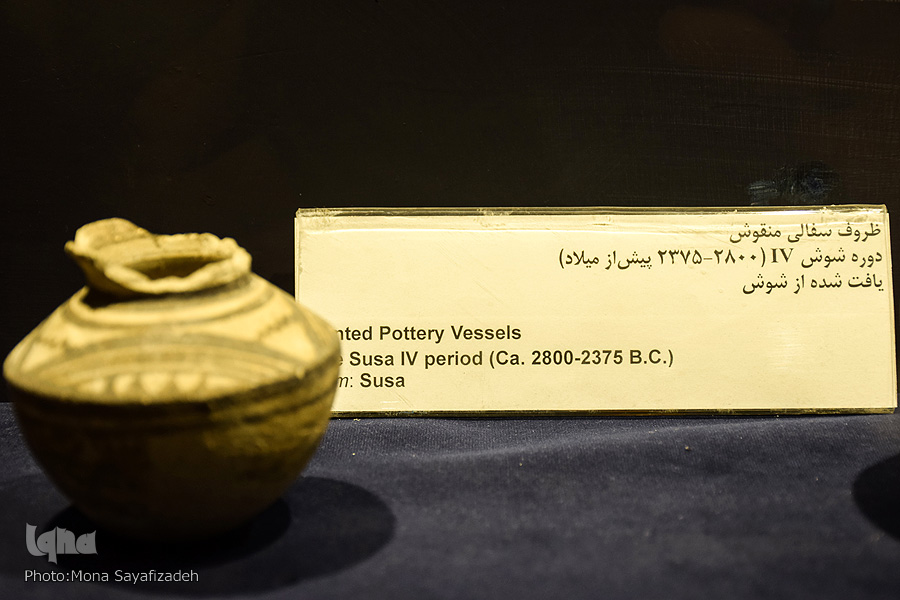 ظروف سفالی منقوش
دوره شوش IV (۲۸۰۰-۲۳۷۵ پیش‌از میلاد)
یافت شده از شوش
nted Pottery Vessels
e Susa IV period (Ca. 2800-2375 B.C.)
m: Susa
iqna
Photo:Mona Sayafizadeh